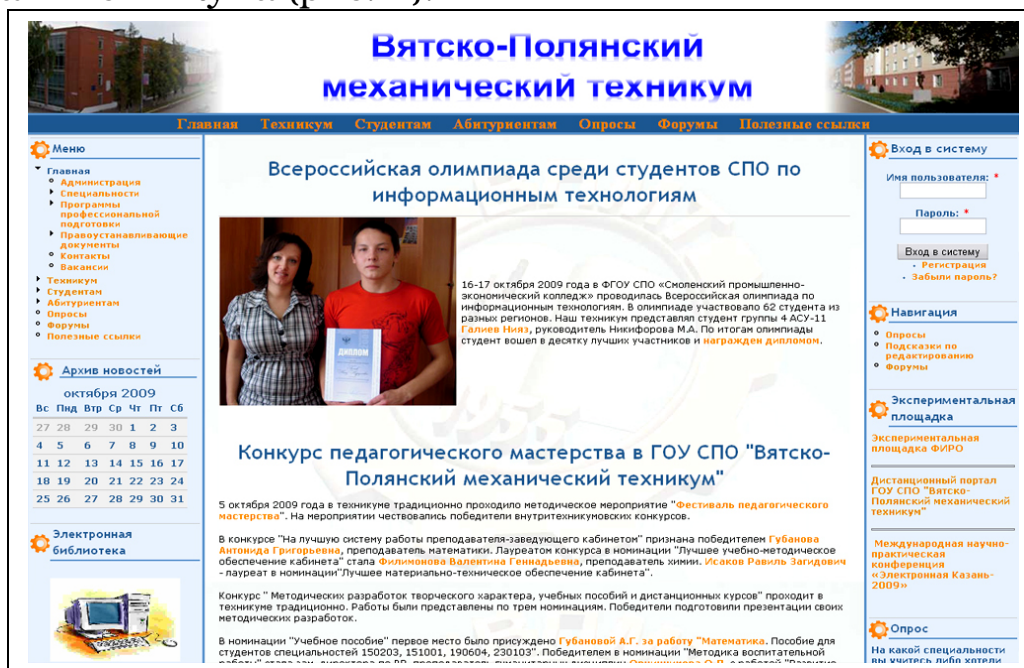 Вятско-Полянский
механический техникум
Главная Техникум Студентам Абитуриентам Опросы Форумы Полезные ссылки
Меню
Главная
Администрация
Специальности
Программы
профессиональной
подготовки
Правоустанавливающие
документы
Контакты
Вакансии
Техникум
Студентам
Абитуриентам
Опросы
Форумы
Полезные ссылки
Архив новостей
октября 2009
Вс Пнд Втр Ср Чт Пт Сб
27 28 29 30 1 2 3
4 5 6 7 8 9 10
11 12 13 14 15 16 17
18 19 20 21 22 23 24
25 26 27 28 29 30 31
Электронная
библиотека
Всероссийская олимпиада среди студентов СПО по
информационным технологиям
ДИПЛОМ
16-17 октября 2009 года в ФГОУ СПО «Смоленский промышленно-
экономический колледж» проводилась Всероссийская олимпиада по
информационным технологиям. В олимпиаде участвовало 62 студента из
разных регионов. Наш техникум представлял студент группы 4 АСУ-11
Галиев Нияз, руководитель Никифорова М.А. По итогам олимпиады
студент вошел в десятку лучших участников и награжден дипломом.
1956
Конкурс педагогического мастерства в ГОУ СПО "Вятско-
Полянский механический техникум"
5 октября 2009 года в техникуме традиционно проходило методическое мероприятие "Фестиваль педагогического
мастерства". На мероприятии чествовались победители внутритехникумовских конкурсов.
В конкурсе "На лучшую систему работы преподавателя-заведующего кабинетом" признана победителем Губанова
Антонида Григорьевна, преподаватель математики. Лауреатом конкурса в номинации "Лучшее учебно-методическое
обеспечение кабинета" стала Филимонова Валентина Геннадьевна, преподаватель химии. Исаков Равиль Загидович
- лауреат в номинации"Лучшее материально-техническое обеспечение кабинета".
Конкурс " Методических разработок творческого характера, учебных пособий и дистанционных курсов" проходит в
техникуме традиционно. Работы были представлены по трем номинациям. Победители подготовили презентации своих
методических разработок.
В номинации "Учебное пособие" первое место было присуждено Губановой А.Г. за работу "Математика. Пособие для
студентов специальностей 150203, 151001, 190604, 230103". Победителем в номинации "Методика воспитательной
Вход в систему
Имя пользователя: *
Пароль: *
Вход в систему
Регистрация
Забыли пароль?
Навигация
Опросы
Подсказки по
редактированию
Форумы
Экспериментальная
площадка
Экспериментальная
площадка ФИРО
Дистанционный портал
ГОУ СПО "Вятско-
Полянский механический
техникум"
Международная научно-
практическая
конференция
«Электронная Казань-
2009»
Опрос
На какой специальности
вы учитесь либо хотели